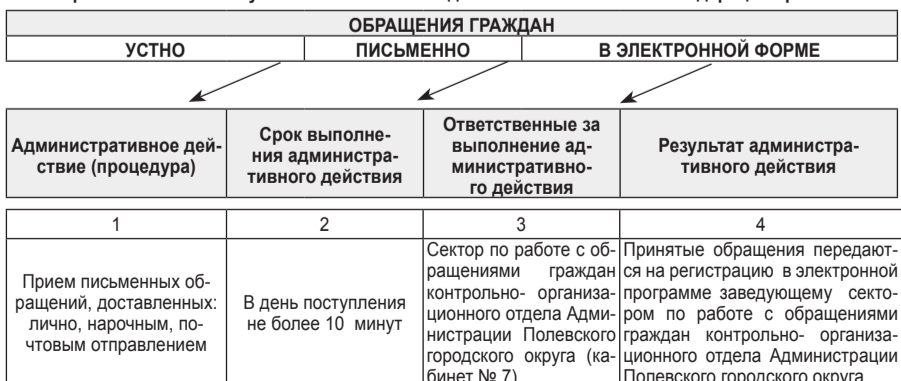 ОБРАЩЕНИЯ ГРАЖДАН
УСТНО ПИСЬМЕННО В ЭЛЕКТРОННОЙ ФОРМЕ
Административное дей-
ствие (процедура)
Срок выполне-
ния администра-
тивного действия
Ответственные за
выполнение ад-
министративно-
го действия
Результат администра-
тивного действия
1 2 3 4
Прием письменных об-
ращений, доставленных:
лично, нарочным, по-
чтовым отправлением
В день поступления
не более 10 минут
Сектор по работе с об-
ращениями граждан
контрольно- организа-
ционного отдела Адми-
нистрации Полевского
городского округа (ка-
бинет № 7)
Принятые обращения передают-
ся на регистрацию в электронной
программе заведующему секто-
ром по работе с обращениями
граждан контрольно- организа-
ционного отдела Администрации
Полевского городского округа